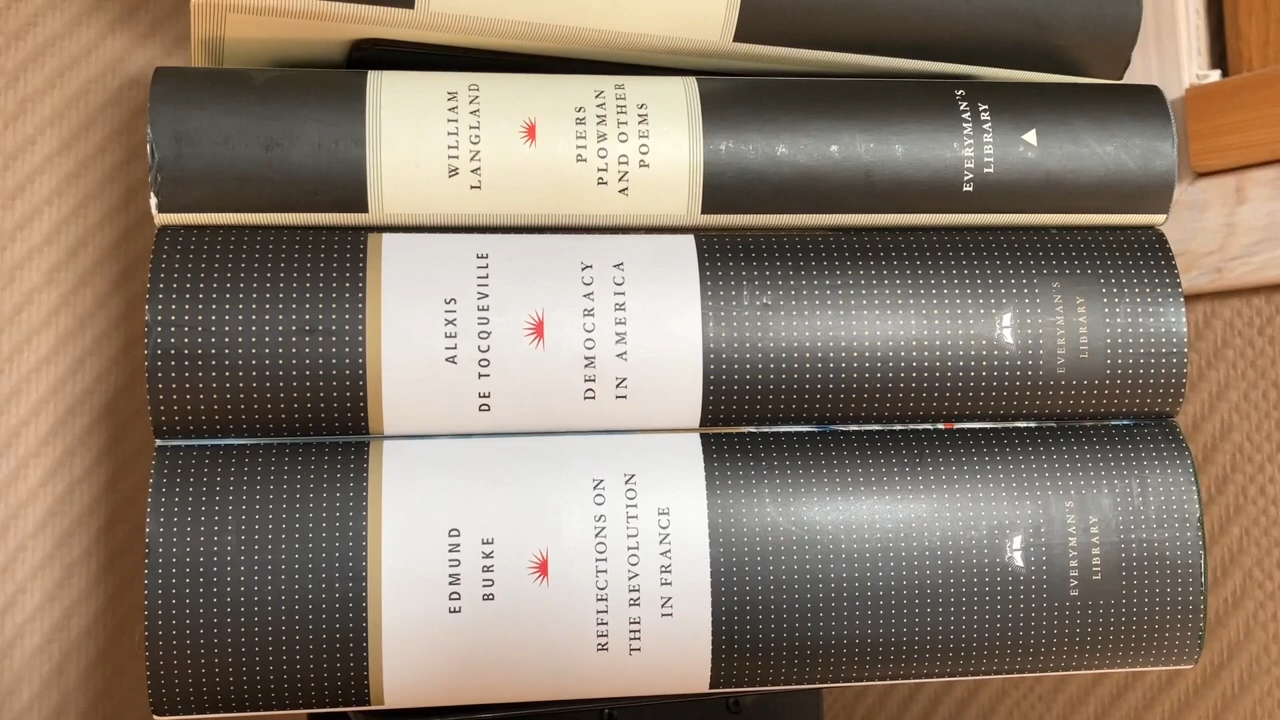 WILLIAM
LANGLAND
PIERS
PLOWMAN
AND OTHER
POEMS
EVERYMAN'S
LIBRARY
ALEXIS
DE TOCQUEVILLE
DEMOCRACY
IN AMERICA
EVERYMAN'S
LIBRARY
EDMUND
BURKE
REFLECTIONS ON
THE REVOLUTION
IN FRANCE
EVERYMAN'S
LIBRARY